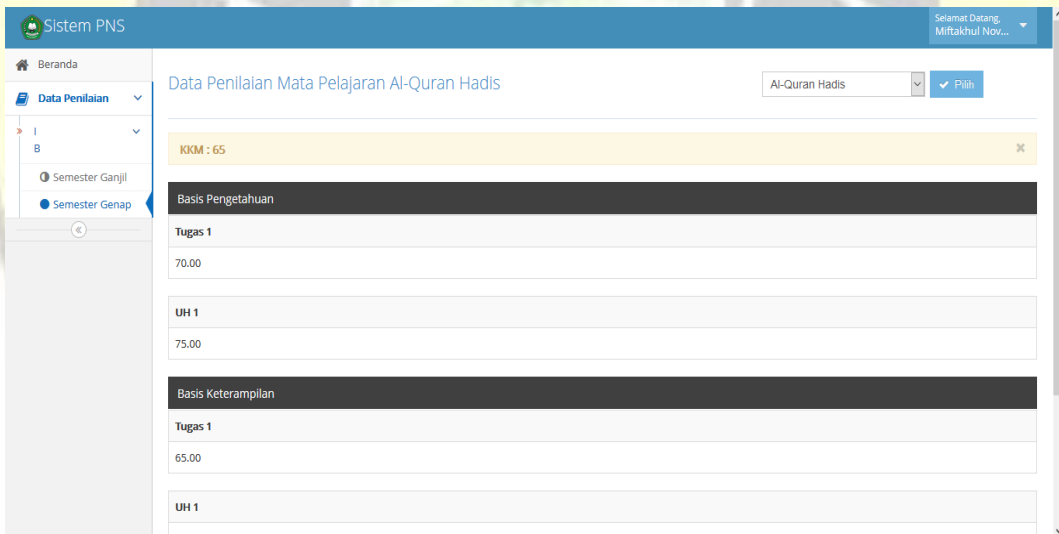 Sistem PNS
Selamat Datang,
Miftakhul Nov...
Beranda
Data Penilaian
I
B
Semester Ganjil
Semester Genap
Data Penilaian Mata Pelajaran Al-Quran Hadis
Al-Quran Hadis
Pilih
KKM : 65
Basis Pengetahuan
Tugas 1
70.00
UH 1
75.00
Basis Keterampilan
Tugas 1
65.00
UH 1